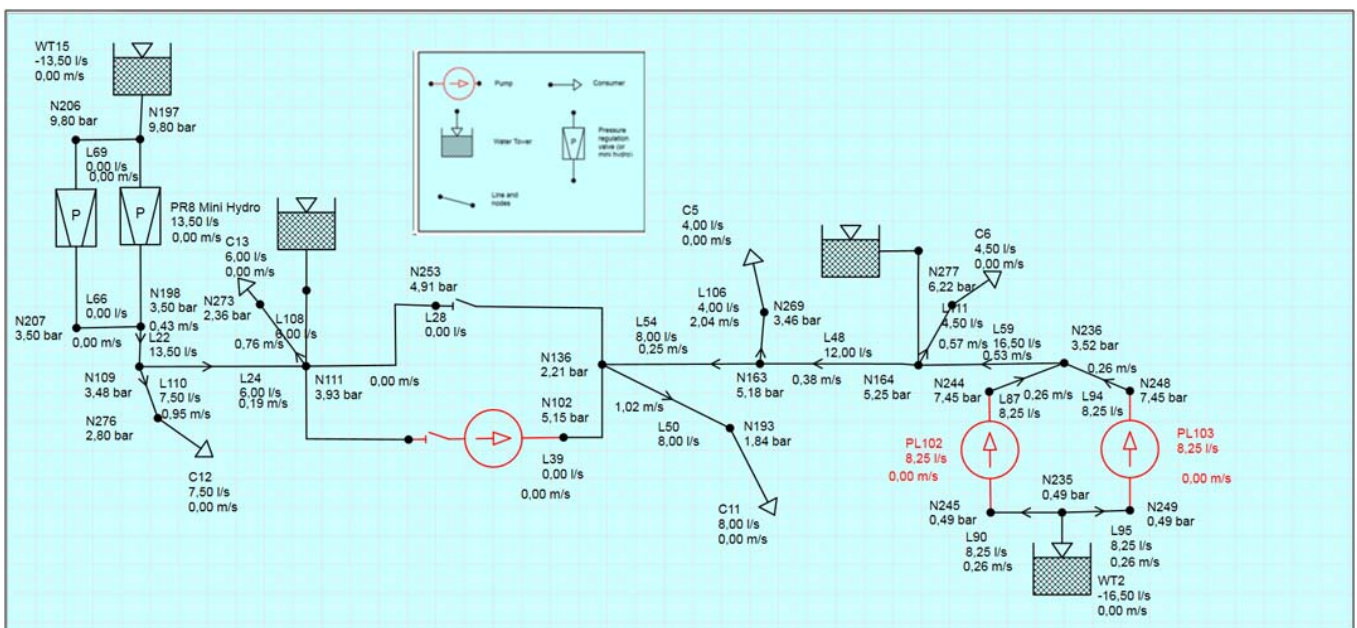 WT15
-13,50 l/s
0,00 m/s
N206
9,80 bar
N197
9,80 bar
L69
0,00 l/s
0,00 m/s
P
P
PR8 Mini Hydro
13,50 l/s
0,00 m/s
L66
0,00 l/s
N207
3,50 bar
0,00 m/s
N198
3,50 bar
0,43 m/s
L22
13,50 l/s
N109
3,48 bar
L110
7,50 l/s
0,95 m/s
N276
2,80 bar
C12
7,50 l/s
0,00 m/s
C13
6,00 l/s
0,00 m/s
N273
2,36 bar
L108
6,00 l/s
0,76 m/s
L24
6,00 l/s
0,19 m/s
N111
3,93 bar
Pump
Consumer
Water Tower
Pressure
regulation
valve (or
mini hydro)
Line and
nodes
N253
4,91 bar
L28
0,00 l/s
0,00 m/s
N136
2,21 bar
N102
5,15 bar
L39
0,00 l/s
0,00 m/s
L54
8,00 l/s
0,25 m/s
1,02 m/s
L50
8,00 l/s
N193
1,84 bar
C11
8,00 l/s
0,00 m/s
C5
4,00 l/s
0,00 m/s
L106
4,00 l/s
2,04 m/s
N269
3,46 bar
N163
5,18 bar
L48
12,00 l/s
0,38 m/s
N164
5,25 bar
C6
4,50 l/s
0,00 m/s
N277
6,22 bar
L111
4,50 l/s
0,57 m/s
L59
16,50 l/s
0,53 m/s
N236
3,52 bar
0,26 m/s
N244
7,45 bar
L87
8,25 l/s
0,26 m/s
L94
8,25 l/s
N248
7,45 bar
PL102
8,25 l/s
0,00 m/s
PL103
8,25 l/s
0,00 m/s
N235
0,49 bar
N245
0,49 bar
N249
0,49 bar
L90
8,25 l/s
0,26 m/s
L95
8,25 l/s
0,26 m/s
WT2
-16,50 l/s
0,00 m/s